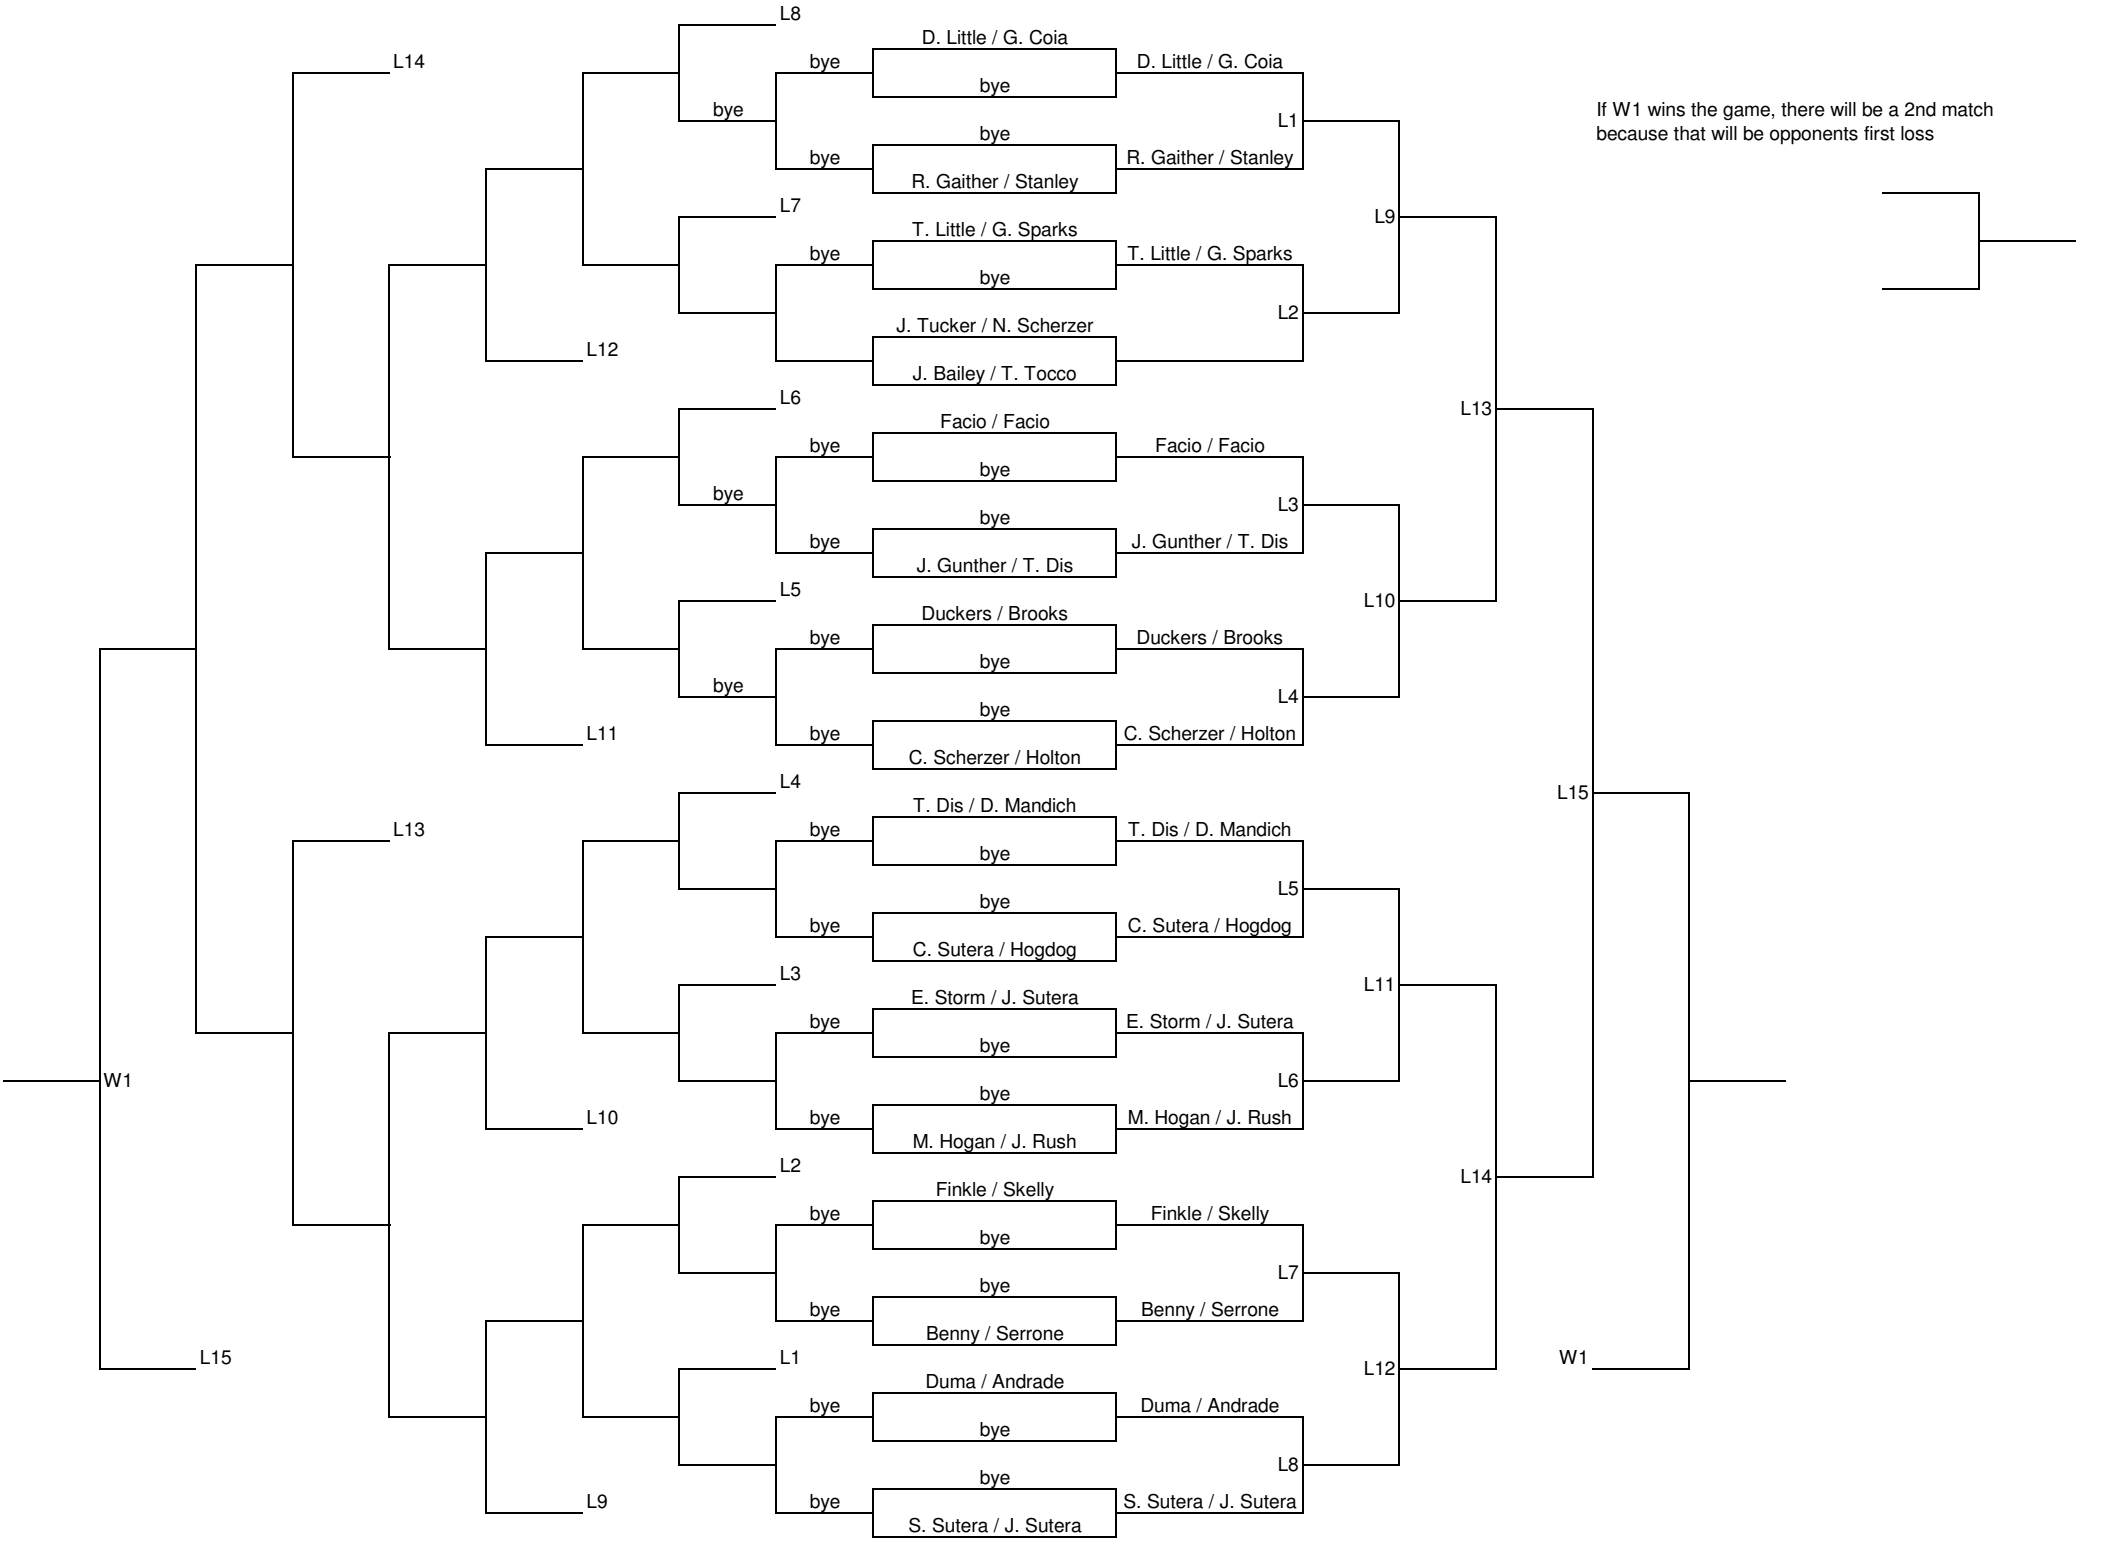 L8
D. Little / G. Coia
L14
bye
D. Little / G. Coia
bye
bye
L1
If W1 wins the game, there will be a 2nd match
because that will be opponents first loss
bye
bye
R. Gaither / Stanley
R. Gaither / Stanley
L7
L9
T. Little / G. Sparks
bye
T. Little / G. Sparks
bye
L2
J. Tucker / N. Scherzer
L12
J. Bailey / T. Tocco
L6
L13
Facio / Facio
bye
Facio / Facio
bye
bye
L3
bye
bye
J. Gunther / T. Dis
J. Gunther / T. Dis
L5
L10
Duckers / Brooks
bye
Duckers / Brooks
bye
bye
L4
bye
L11
bye
C. Scherzer / Holton
C. Scherzer / Holton
L4
L15
T. Dis / D. Mandich
L13
bye
T. Dis / D. Mandich
bye
L5
bye
bye
C. Sutera / Hogdog
C. Sutera / Hogdog
L3
L11
E. Storm / J. Sutera
bye
E. Storm / J. Sutera
bye
W1
L6
bye
L10
bye
M. Hogan / J. Rush
M. Hogan / J. Rush
L2
L14
Finkle / Skelly
bye
Finkle / Skelly
bye
L7
bye
bye
Benny / Serrone
Benny / Serrone
L15
L1
W1
L12
Duma / Andrade
bye
Duma / Andrade
bye
L8
bye
L9
bye
S. Sutera / J. Sutera
S. Sutera / J. Sutera